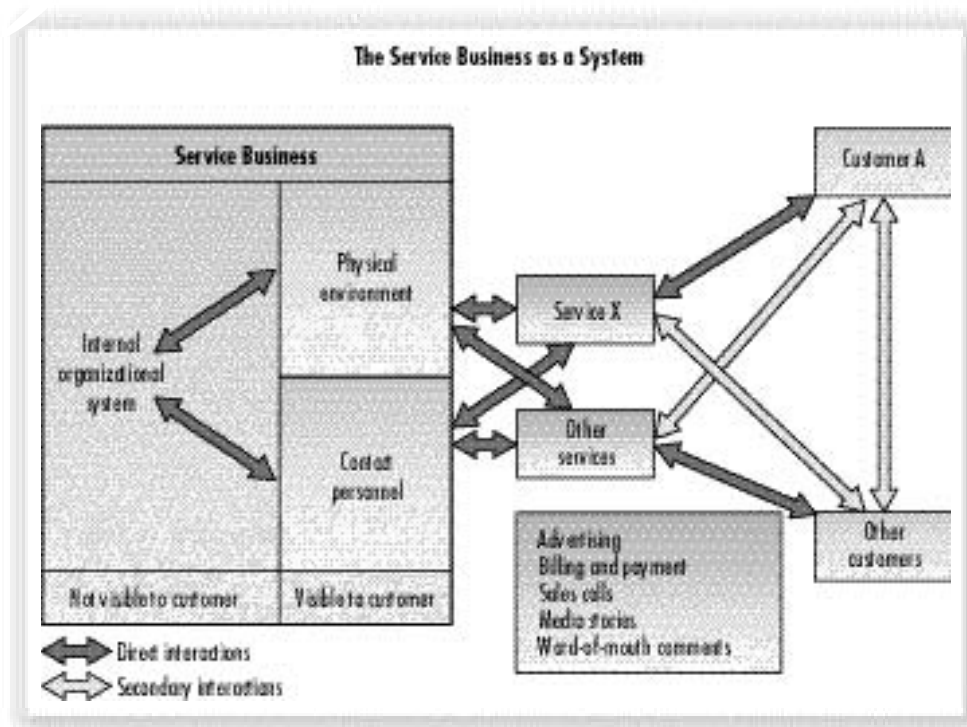 The Service Business as a System
Service Business
Customer A
Physical
environment
Service X
Internal
organizational
system
Other
services
Contact
personnel
Other
customers
Advertising
Billing and payment
Sales calls
Media stories
Word-of-mouth comments
Not visible to customer
Visible to customer
Direct interactions
Secondary interactions